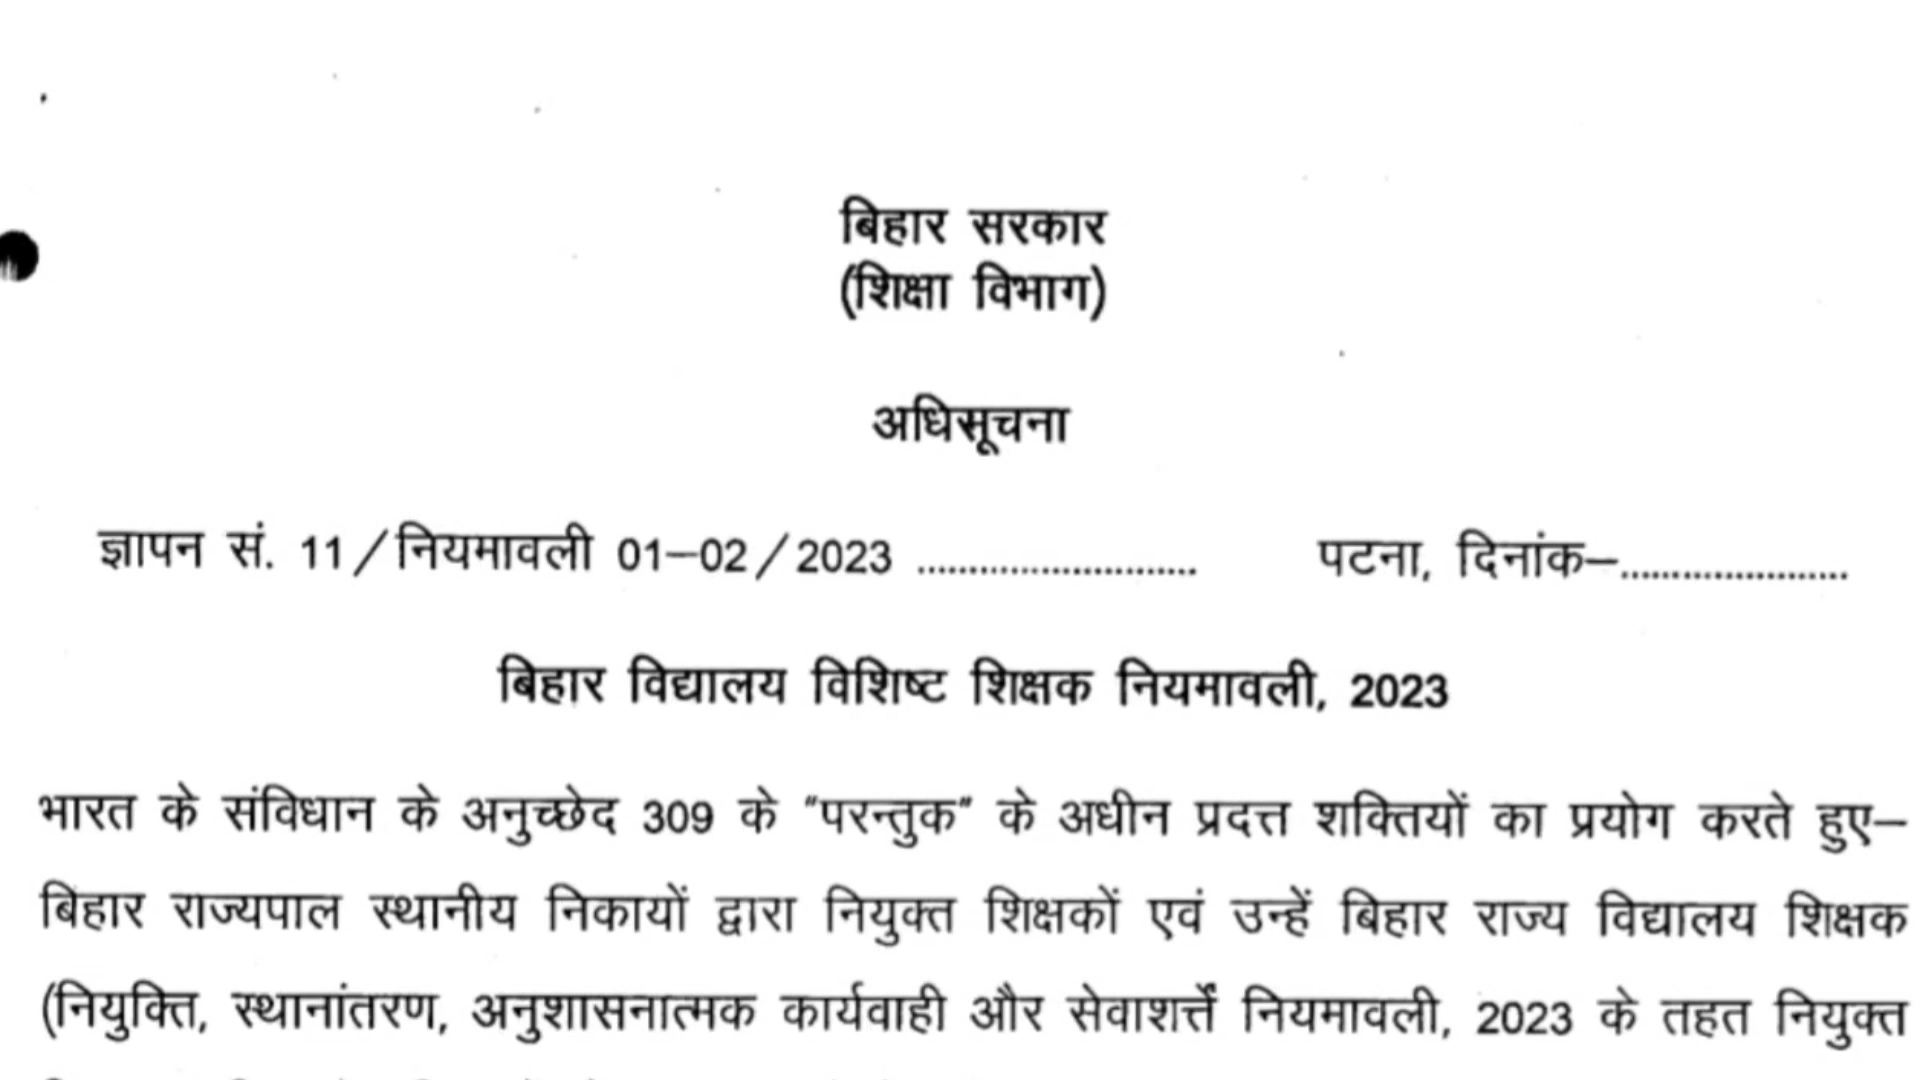 बिहार सरकार
(शिक्षा विभाग)
अधिसूचना
ज्ञापन सं. 11/नियमावली 01–02/2023 ........................... पटना, दिनांक–......................
बिहार विद्यालय विशिष्ट शिक्षक नियमावली, 2023
भारत के संविधान के अनुच्छेद 309 के "परन्तुक" के अधीन प्रदत्त शक्तियों का प्रयोग करते हुए–
बिहार राज्यपाल स्थानीय निकायों द्वारा नियुक्त शिक्षकों एवं उन्हें बिहार राज्य विद्यालय शिक्षक
(नियुक्ति, स्थानांतरण, अनुशासनात्मक कार्यवाही और सेवाशर्त्तें नियमावली, 2023 के तहत नियुक्त